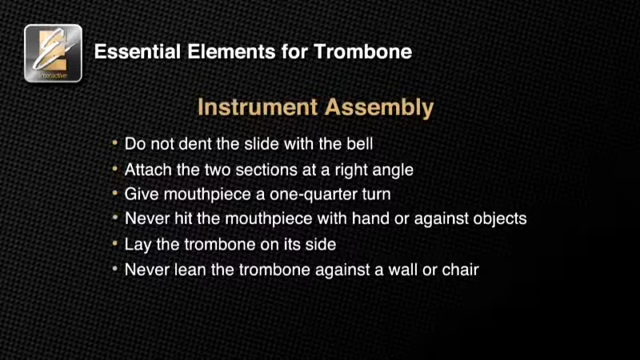 Essential Elements for Trombone
Interactive
Instrument Assembly
• Do not dent the slide with the bell
• Attach the two sections at a right angle
• Give mouthpiece a one-quarter turn
• Never hit the mouthpiece with hand or against objects
• Lay the trombone on its side
• Never lean the trombone against a wall or chair